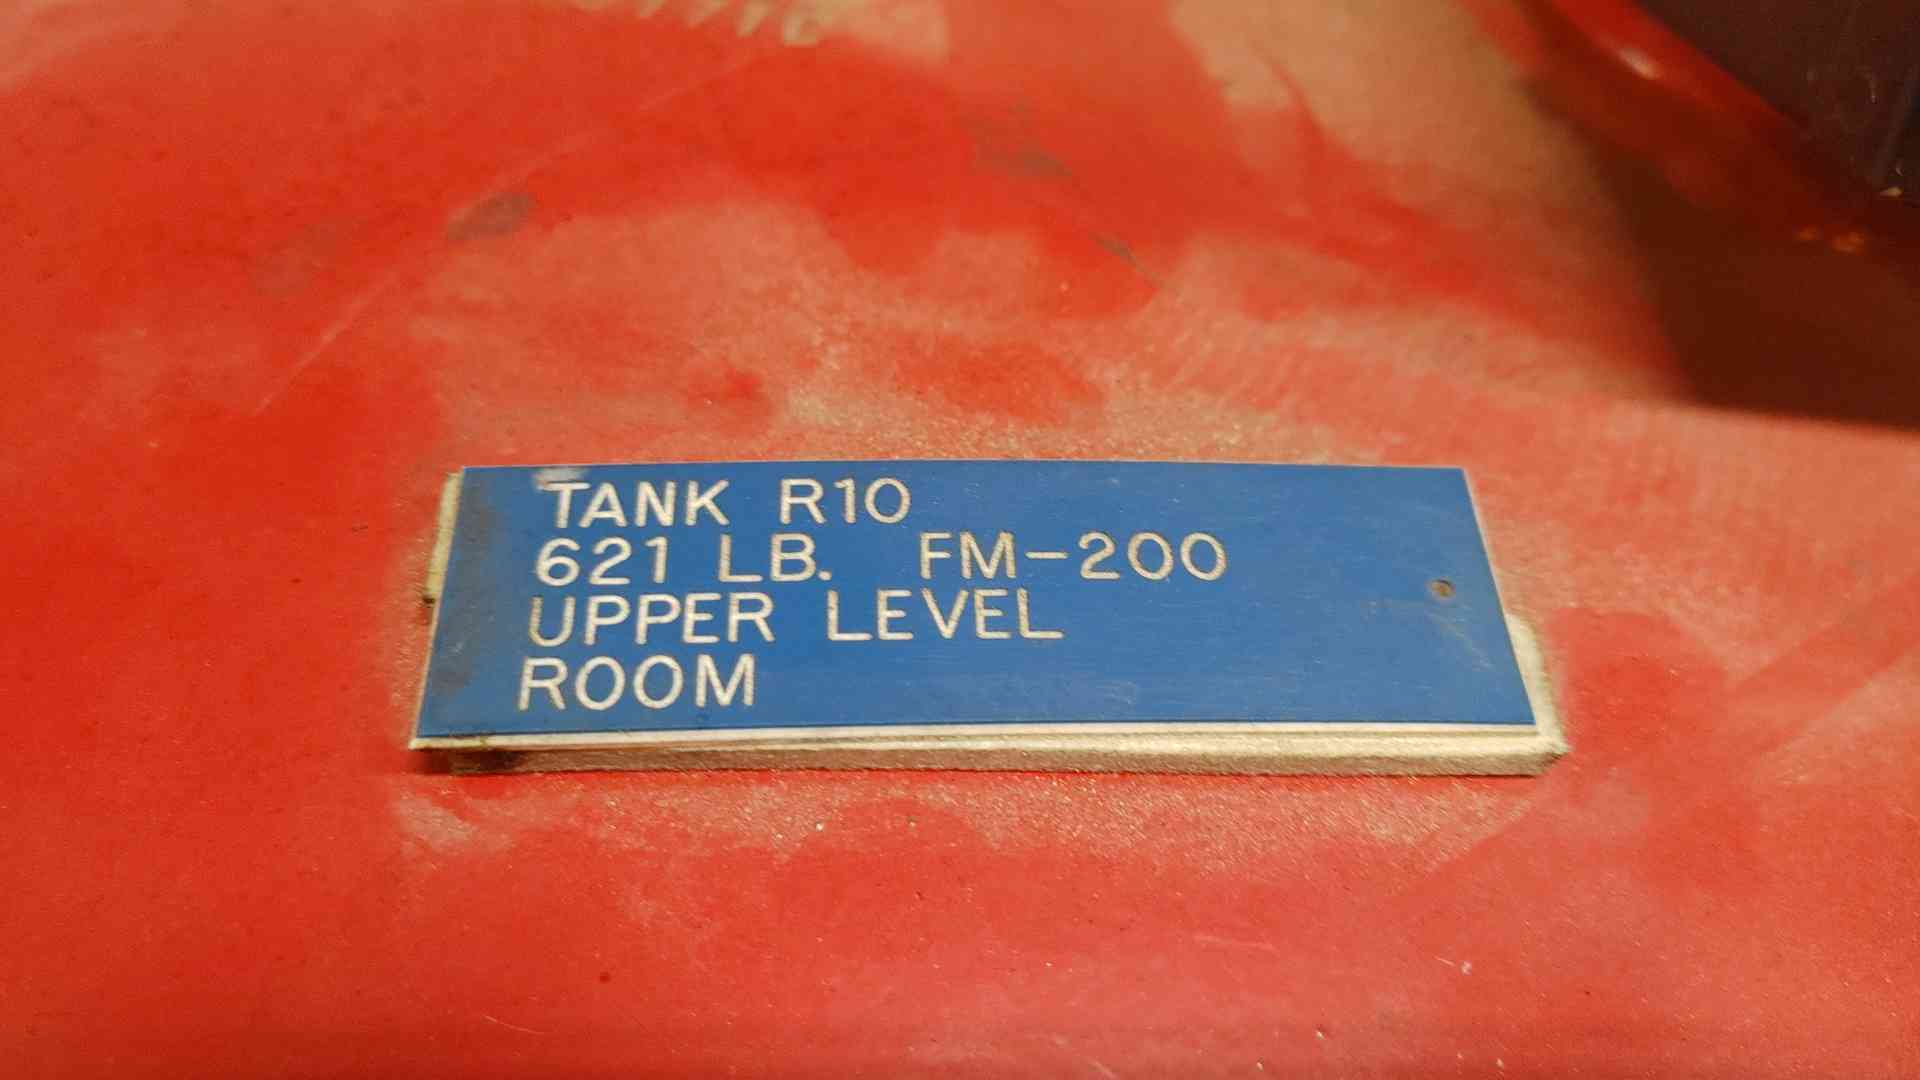 TANK R10
621 LB. FM-200
UPPER LEVEL
ROOM